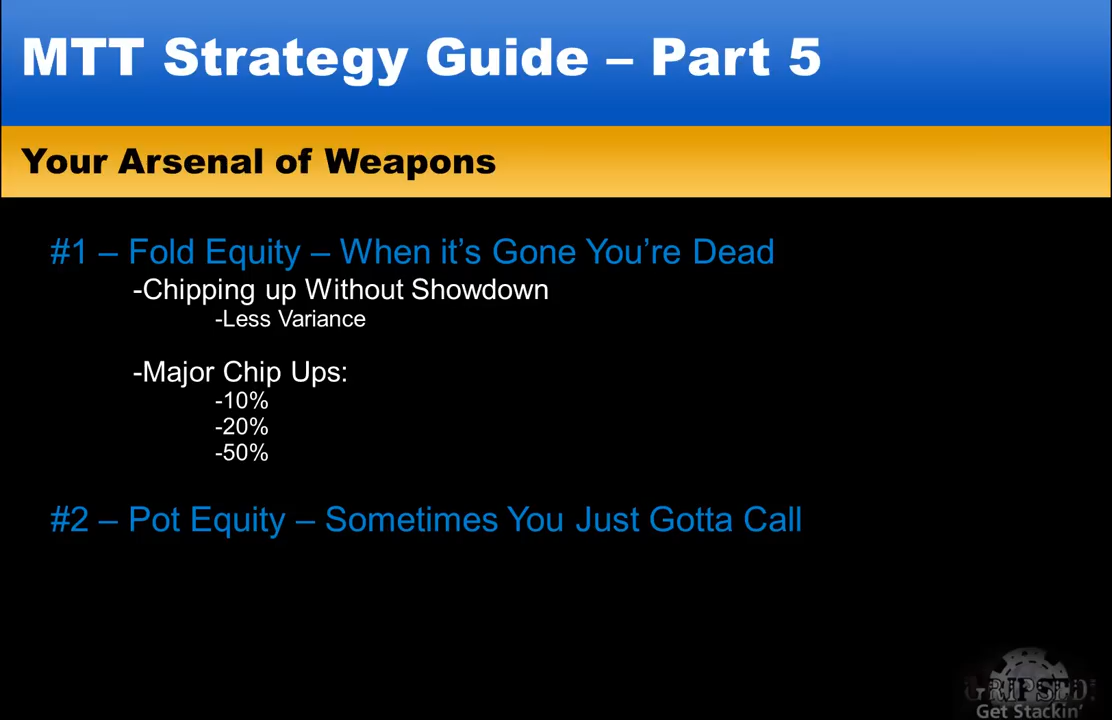 MTT Strategy Guide – Part 5
Your Arsenal of Weapons
#1 – Fold Equity – When it's Gone You're Dead
-Chipping up Without Showdown
-Less Variance
-Major Chip Ups:
-10%
-20%
-50%
#2 – Pot Equity – Sometimes You Just Gotta Call
GRIPSED
Get Stackin'